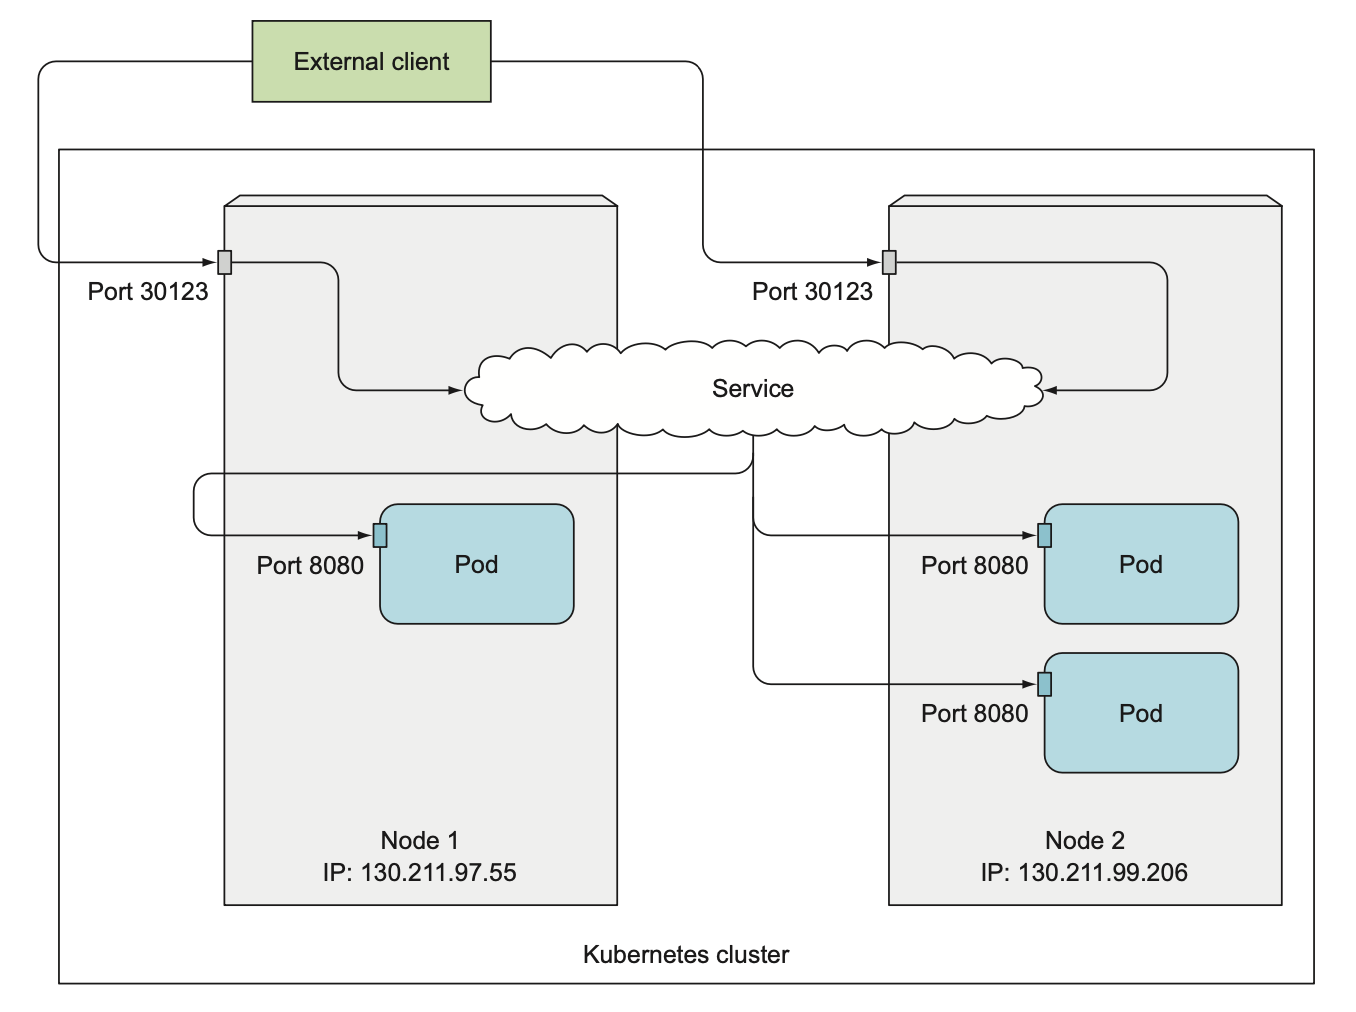 External client
Port 30123
Port 30123
Service
Port 8080
Pod
Port 8080
Pod
Port 8080
Pod
Node 1
IP: 130.211.97.55
Node 2
IP: 130.211.99.206
Kubernetes cluster